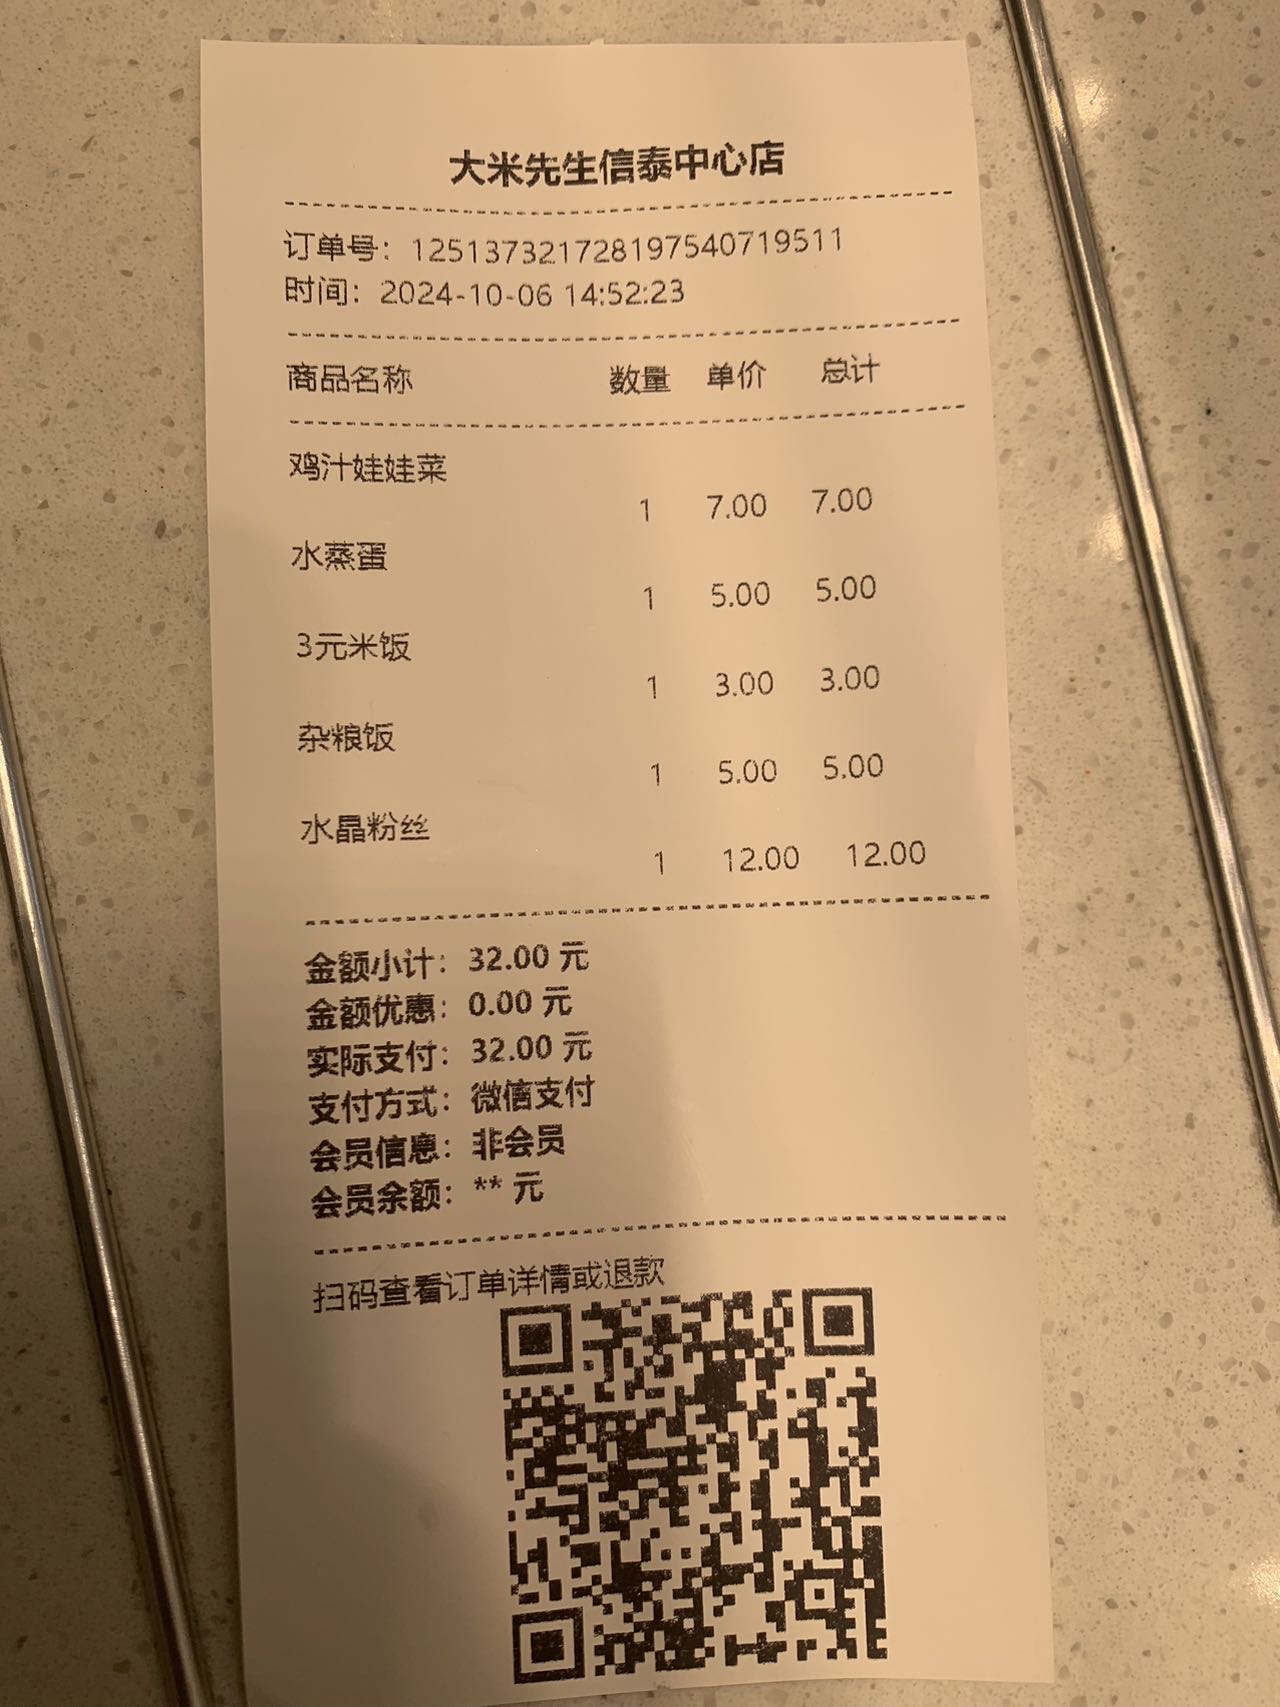 大米先生信泰中心店
订单号：1251373217281975407​19511
时间：2024-10-06 14:52:23
商品名称 数量 单价 总计
鸡汁娃娃菜
1 7.00 7.00
水蒸蛋
1 5.00 5.00
3元米饭
1 3.00 3.00
杂粮饭
1 5.00 5.00
水晶粉丝
1 12.00 12.00
金额小计：32.00 元
金额优惠：0.00 元
实际支付：32.00 元
支付方式：微信支付
会员信息：非会员
会员余额：** 元
扫码查看订单详情或退款